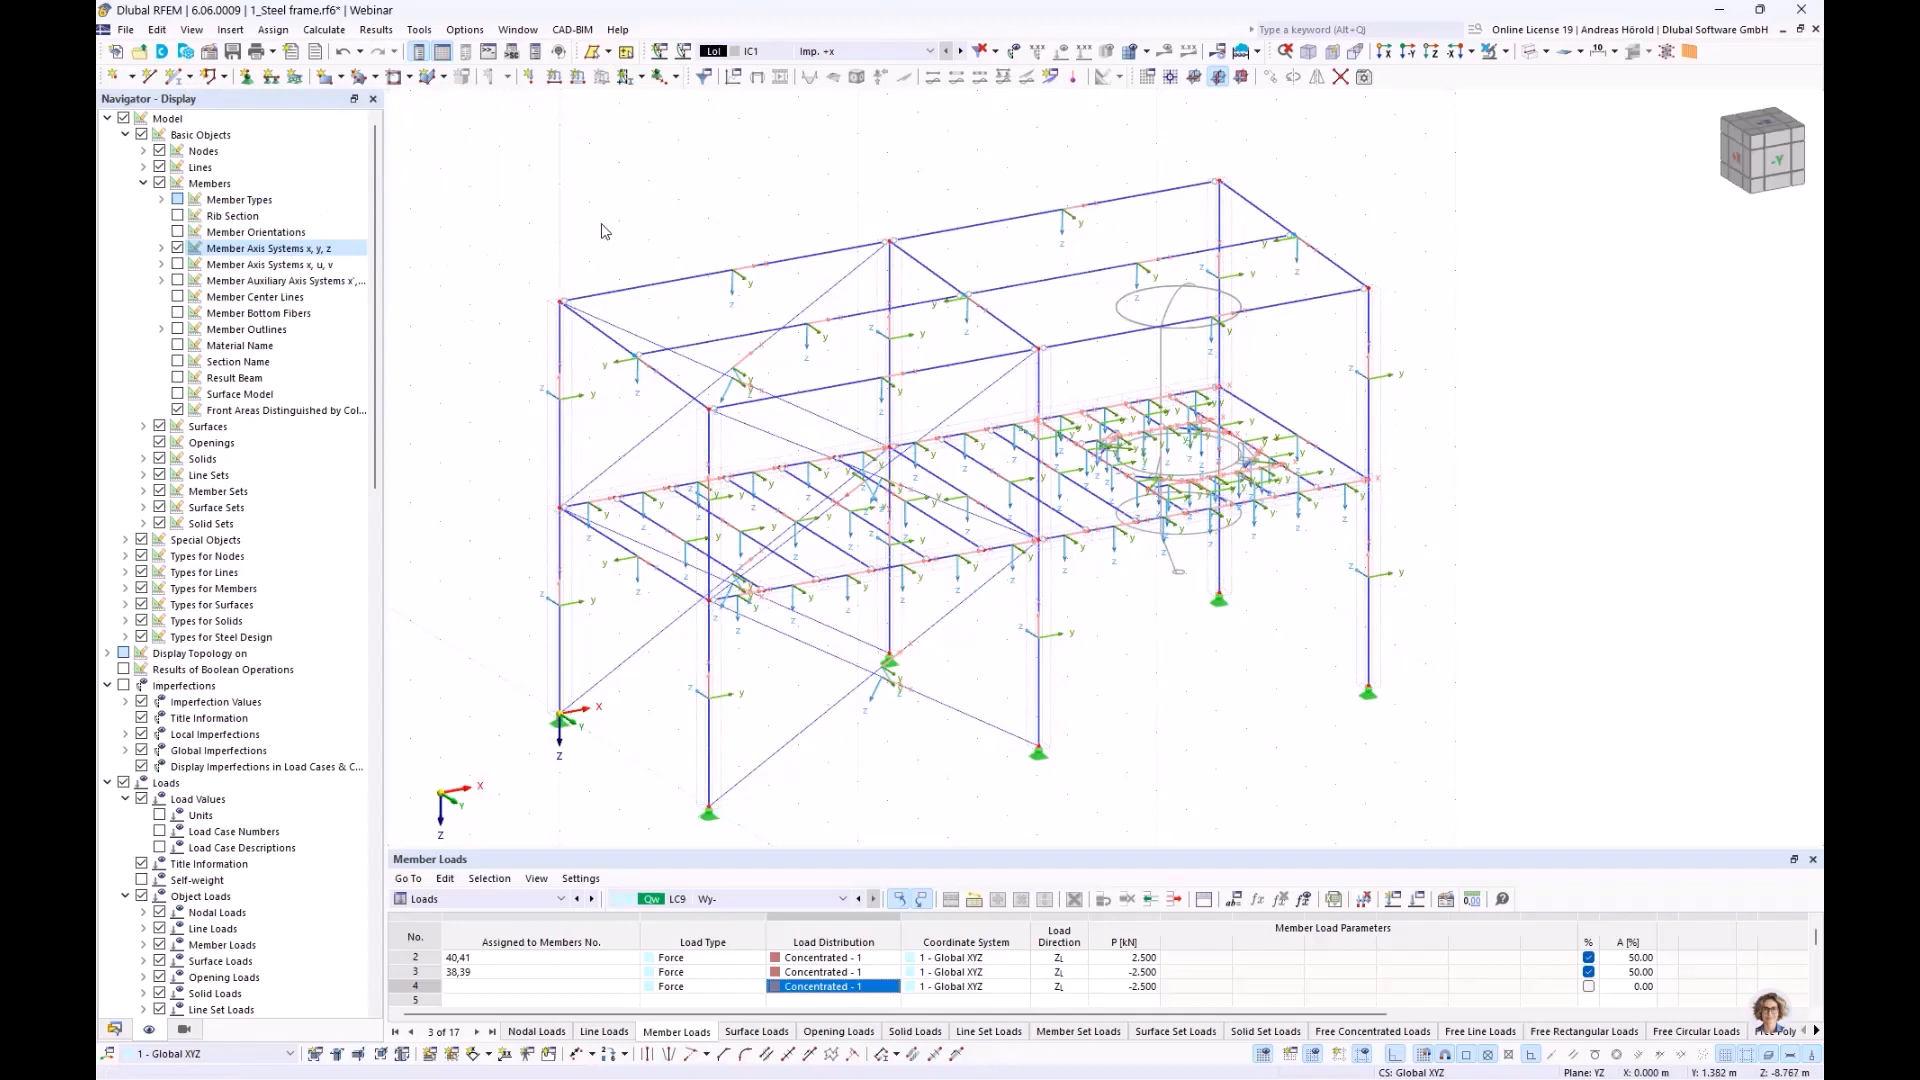 Dlubal RFEM | 6.06.0009 | 1_Steel frame.rf6* | Webinar
File Edit View Insert Assign Calculate Results Tools Options Window CAD-BIM Help
Type a keyword (Alt+Q)
Online License 19 | Andreas Hörold | Dlubal Software GmbH
LoI IC1 Imp. +x
Navigator - Display
Model
Basic Objects
Nodes
Lines
Members
Member Types
Rib Section
Member Orientations
Member Axis Systems x, y, z
Member Axis Systems x, u, v
Member Auxiliary Axis Systems x',...
Member Center Lines
Member Bottom Fibers
Member Outlines
Material Name
Section Name
Result Beam
Surface Model
Front Areas Distinguished by Col...
Surfaces
Openings
Solids
Line Sets
Member Sets
Surface Sets
Solid Sets
Special Objects
Types for Nodes
Types for Lines
Types for Members
Types for Surfaces
Types for Solids
Types for Steel Design
Display Topology on
Results of Boolean Operations
Imperfections
Imperfection Values
Title Information
Local Imperfections
Global Imperfections
Display Imperfections in Load Cases & C...
Loads
Load Values
Units
Load Case Numbers
Load Case Descriptions
Title Information
Self-weight
Object Loads
Nodal Loads
Line Loads
Member Loads
Surface Loads
Opening Loads
Solid Loads
Line Set Loads
-Y
X
Y
Z
X
Y
Z
Member Loads
Go To Edit Selection View Settings
Loads Qw LC9 Wy-
No. Assigned to Members No. Load Type Load Distribution Coordinate System Load Direction P [kN] Member Load Parameters % A [%]
2 40,41 Force Concentrated - 1 1 - Global XYZ ZL 2.500 50.00
3 38,39 Force Concentrated - 1 1 - Global XYZ ZL -2.500 50.00
4 Force Concentrated - 1 1 - Global XYZ ZL -2.500 0.00
5
3 of 17 Nodal Loads Line Loads Member Loads Surface Loads Opening Loads Solid Loads Line Set Loads Member Set Loads Surface Set Loads Solid Set Loads Free Concentrated Loads Free Line Loads Free Rectangular Loads Free Circular Loads
1 - Global XYZ
CS: Global XYZ Plane: YZ X: 0.000 m Y: 1.382 m Z: -8.767 m